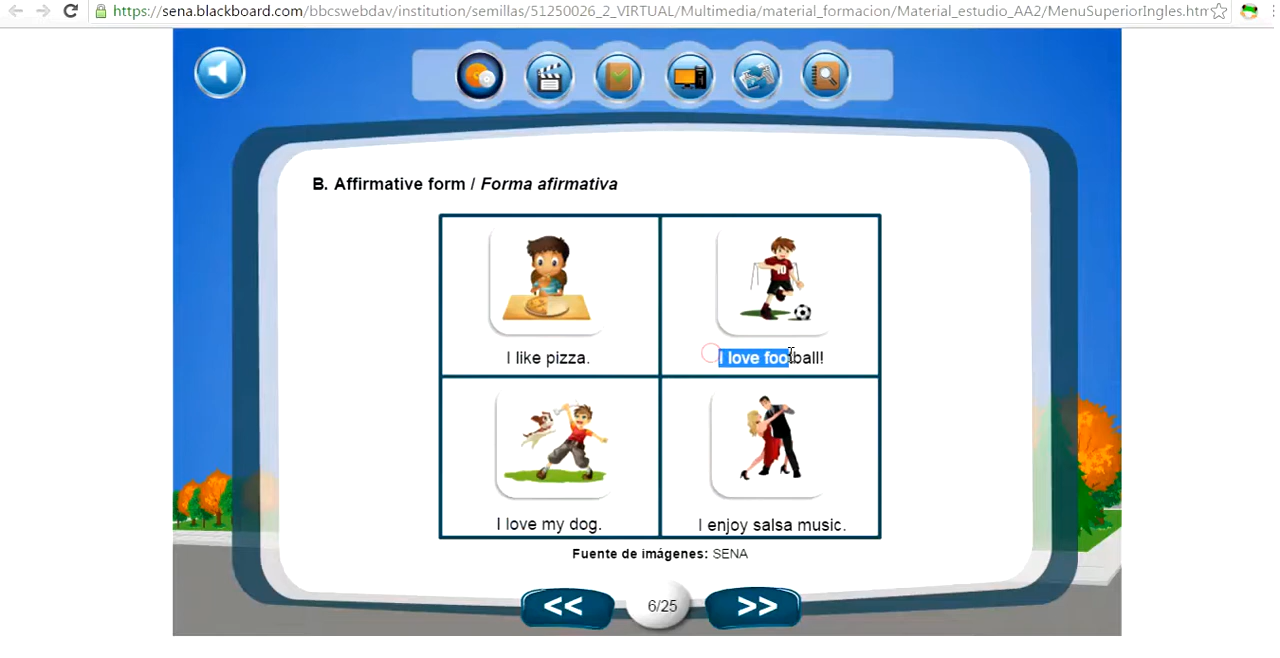 https://sena.blackboard.com/bbcswebdav/institution/semillas/51250026_2_VIRTUAL/Multimedia/material_formacion/Material_estudio_AA2/MenuSuperiorIngles.htm
B. Affirmative form / Forma afirmativa
10
I like pizza.
I love football!
I love my dog.
I enjoy salsa music.
Fuente de imágenes: SENA
<< 6/25 >>